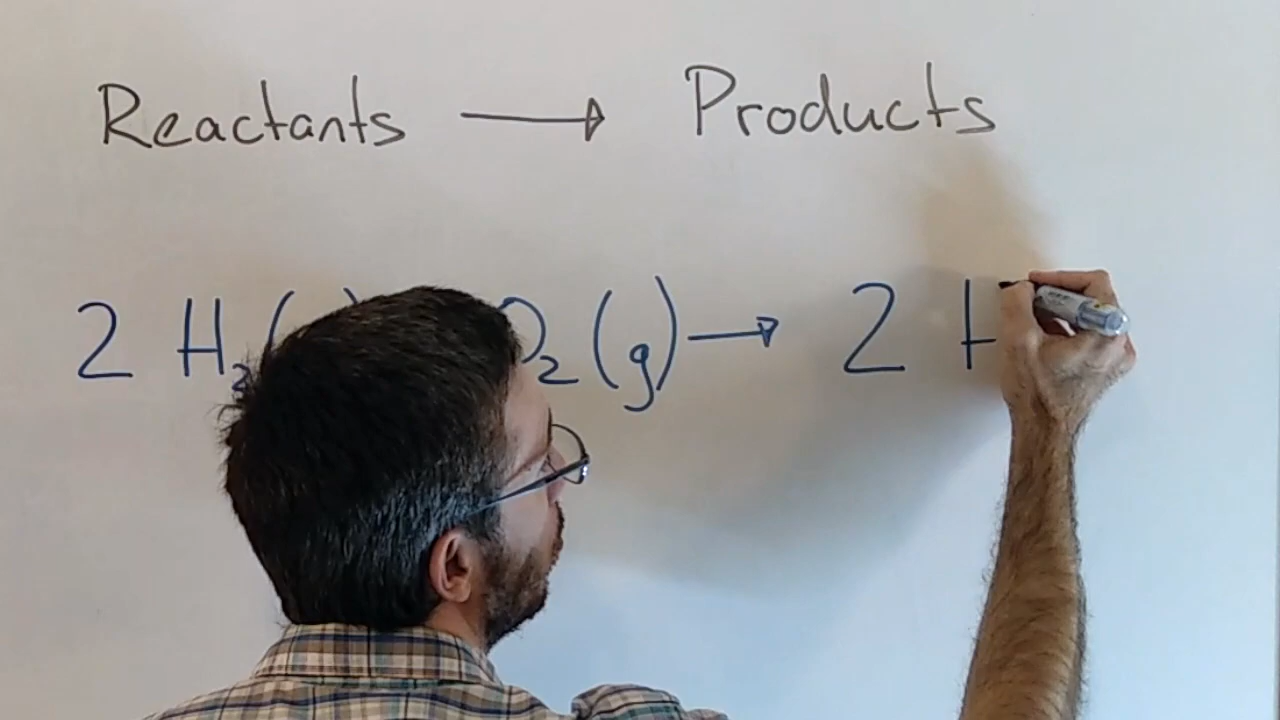 Reactants → Products
2 H₂( ) O₂(g) → 2 H